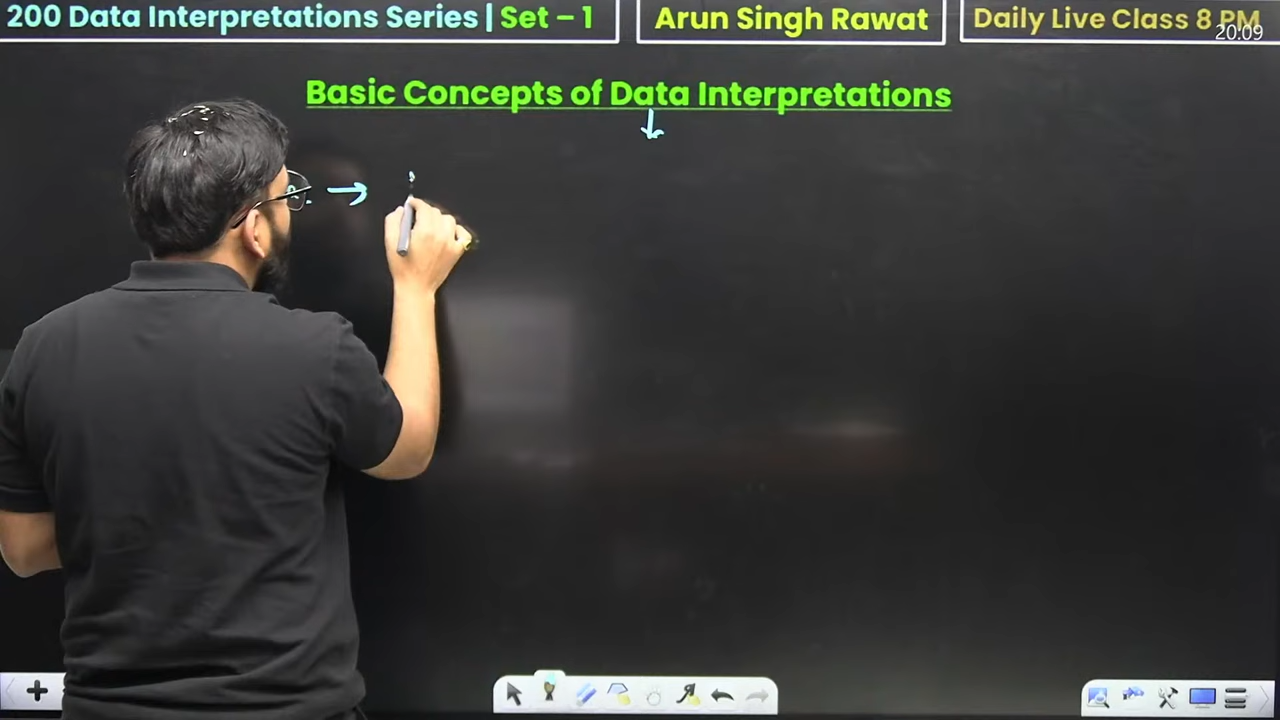 200 Data Interpretations Series | Set – 1
Arun Singh Rawat
Daily Live Class 8 PM
20:09
Basic Concepts of Data Interpretations
↓
→